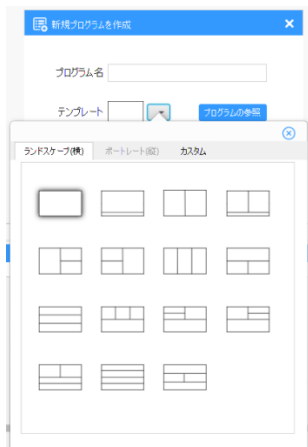 新規プログラムを作成
プログラム名
テンプレート
プログラムの参照
ランドスケープ(横) ポートレート(縦) カスタム